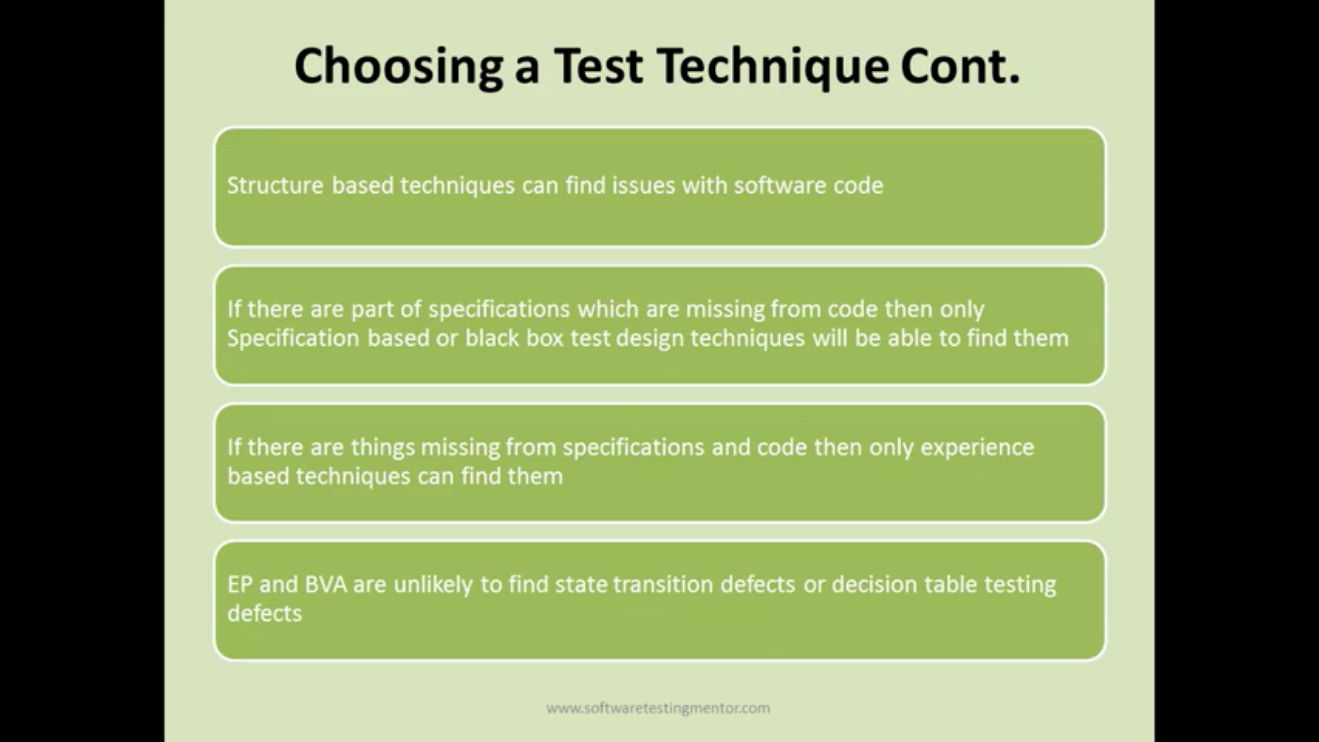 Choosing a Test Technique Cont.
Structure based techniques can find issues with software code
If there are part of specifications which are missing from code then only
Specification based or black box test design techniques will be able to find them
If there are things missing from specifications and code then only experience
based techniques can find them
EP and BVA are unlikely to find state transition defects or decision table testing
defects
www.softwaretestingmentor.com